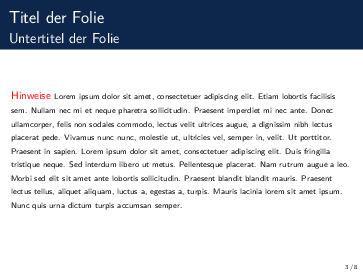 Titel der Folie
Untertitel der Folie
Hinweise Lorem ipsum dolor sit amet, consectetuer adipiscing elit. Etiam lobortis facilisis
sem. Nullam nec mi et neque pharetra sollicitudin. Praesent imperdiet mi nec ante. Donec
ullamcorper, felis non sodales commodo, lectus velit ultrices augue, a dignissim nibh lectus
placerat pede. Vivamus nunc nunc, molestie ut, ultricies vel, semper in, velit. Ut porttitor.
Praesent in sapien. Lorem ipsum dolor sit amet, consectetuer adipiscing elit. Duis fringilla
tristique neque. Sed interdum libero ut metus. Pellentesque placerat. Nam rutrum augue a leo.
Morbi sed elit sit amet ante lobortis sollicitudin. Praesent blandit blandit mauris. Praesent
lectus tellus, aliquet aliquam, luctus a, egestas a, turpis. Mauris lacinia lorem sit amet ipsum.
Nunc quis urna dictum turpis accumsan semper.
3 / 8